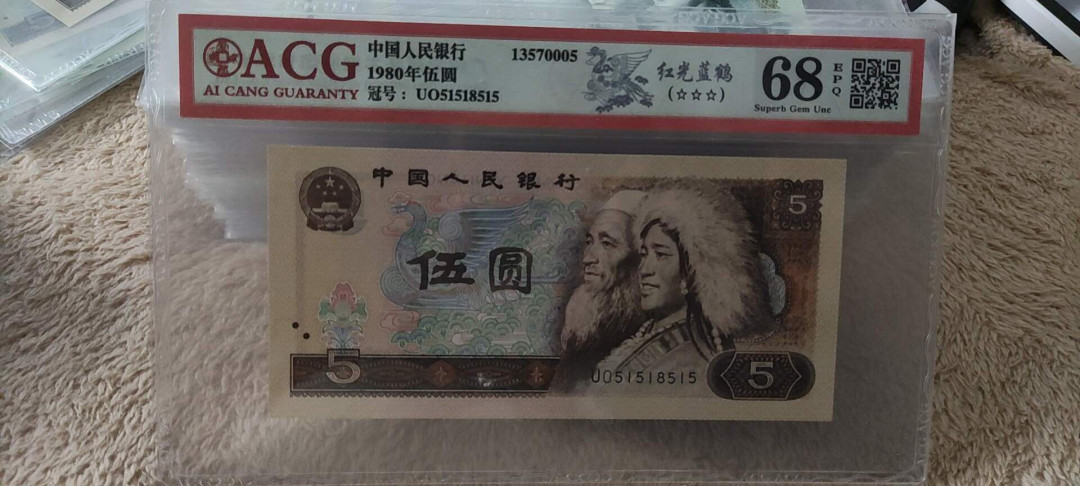 ACG
AI CANG GUARANTY
中国人民银行
1980年伍圆
冠号：UO51518515
13570005
红光蓝鹤
(☆☆☆)
68
EPQ
Superb Gem Unc
中国人民银行
5
伍圆
5
UO51518515
5